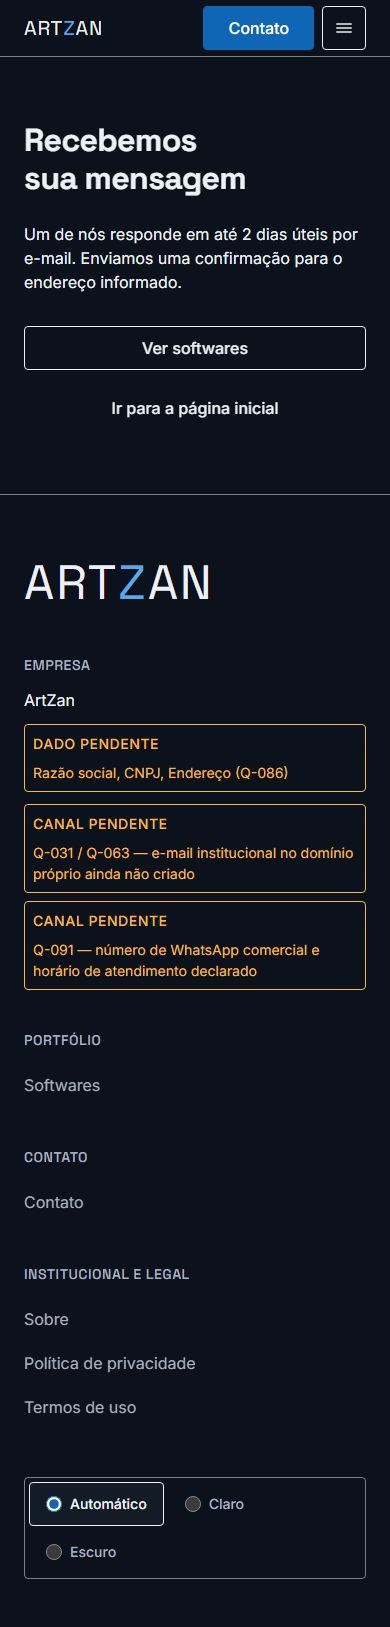 ARTZAN
Contato
Recebemos
sua mensagem
Um de nós responde em até 2 dias úteis por
e-mail. Enviamos uma confirmação para o
endereço informado.
Ver softwares
Ir para a página inicial
ARTZAN
EMPRESA
ArtZan
DADO PENDENTE
Razão social, CNPJ, Endereço (Q-086)
CANAL PENDENTE
Q-031 / Q-063 — e-mail institucional no domínio
próprio ainda não criado
CANAL PENDENTE
Q-091 — número de WhatsApp comercial e
horário de atendimento declarado
PORTFÓLIO
Softwares
CONTATO
Contato
INSTITUCIONAL E LEGAL
Sobre
Política de privacidade
Termos de uso
Automático
Claro
Escuro